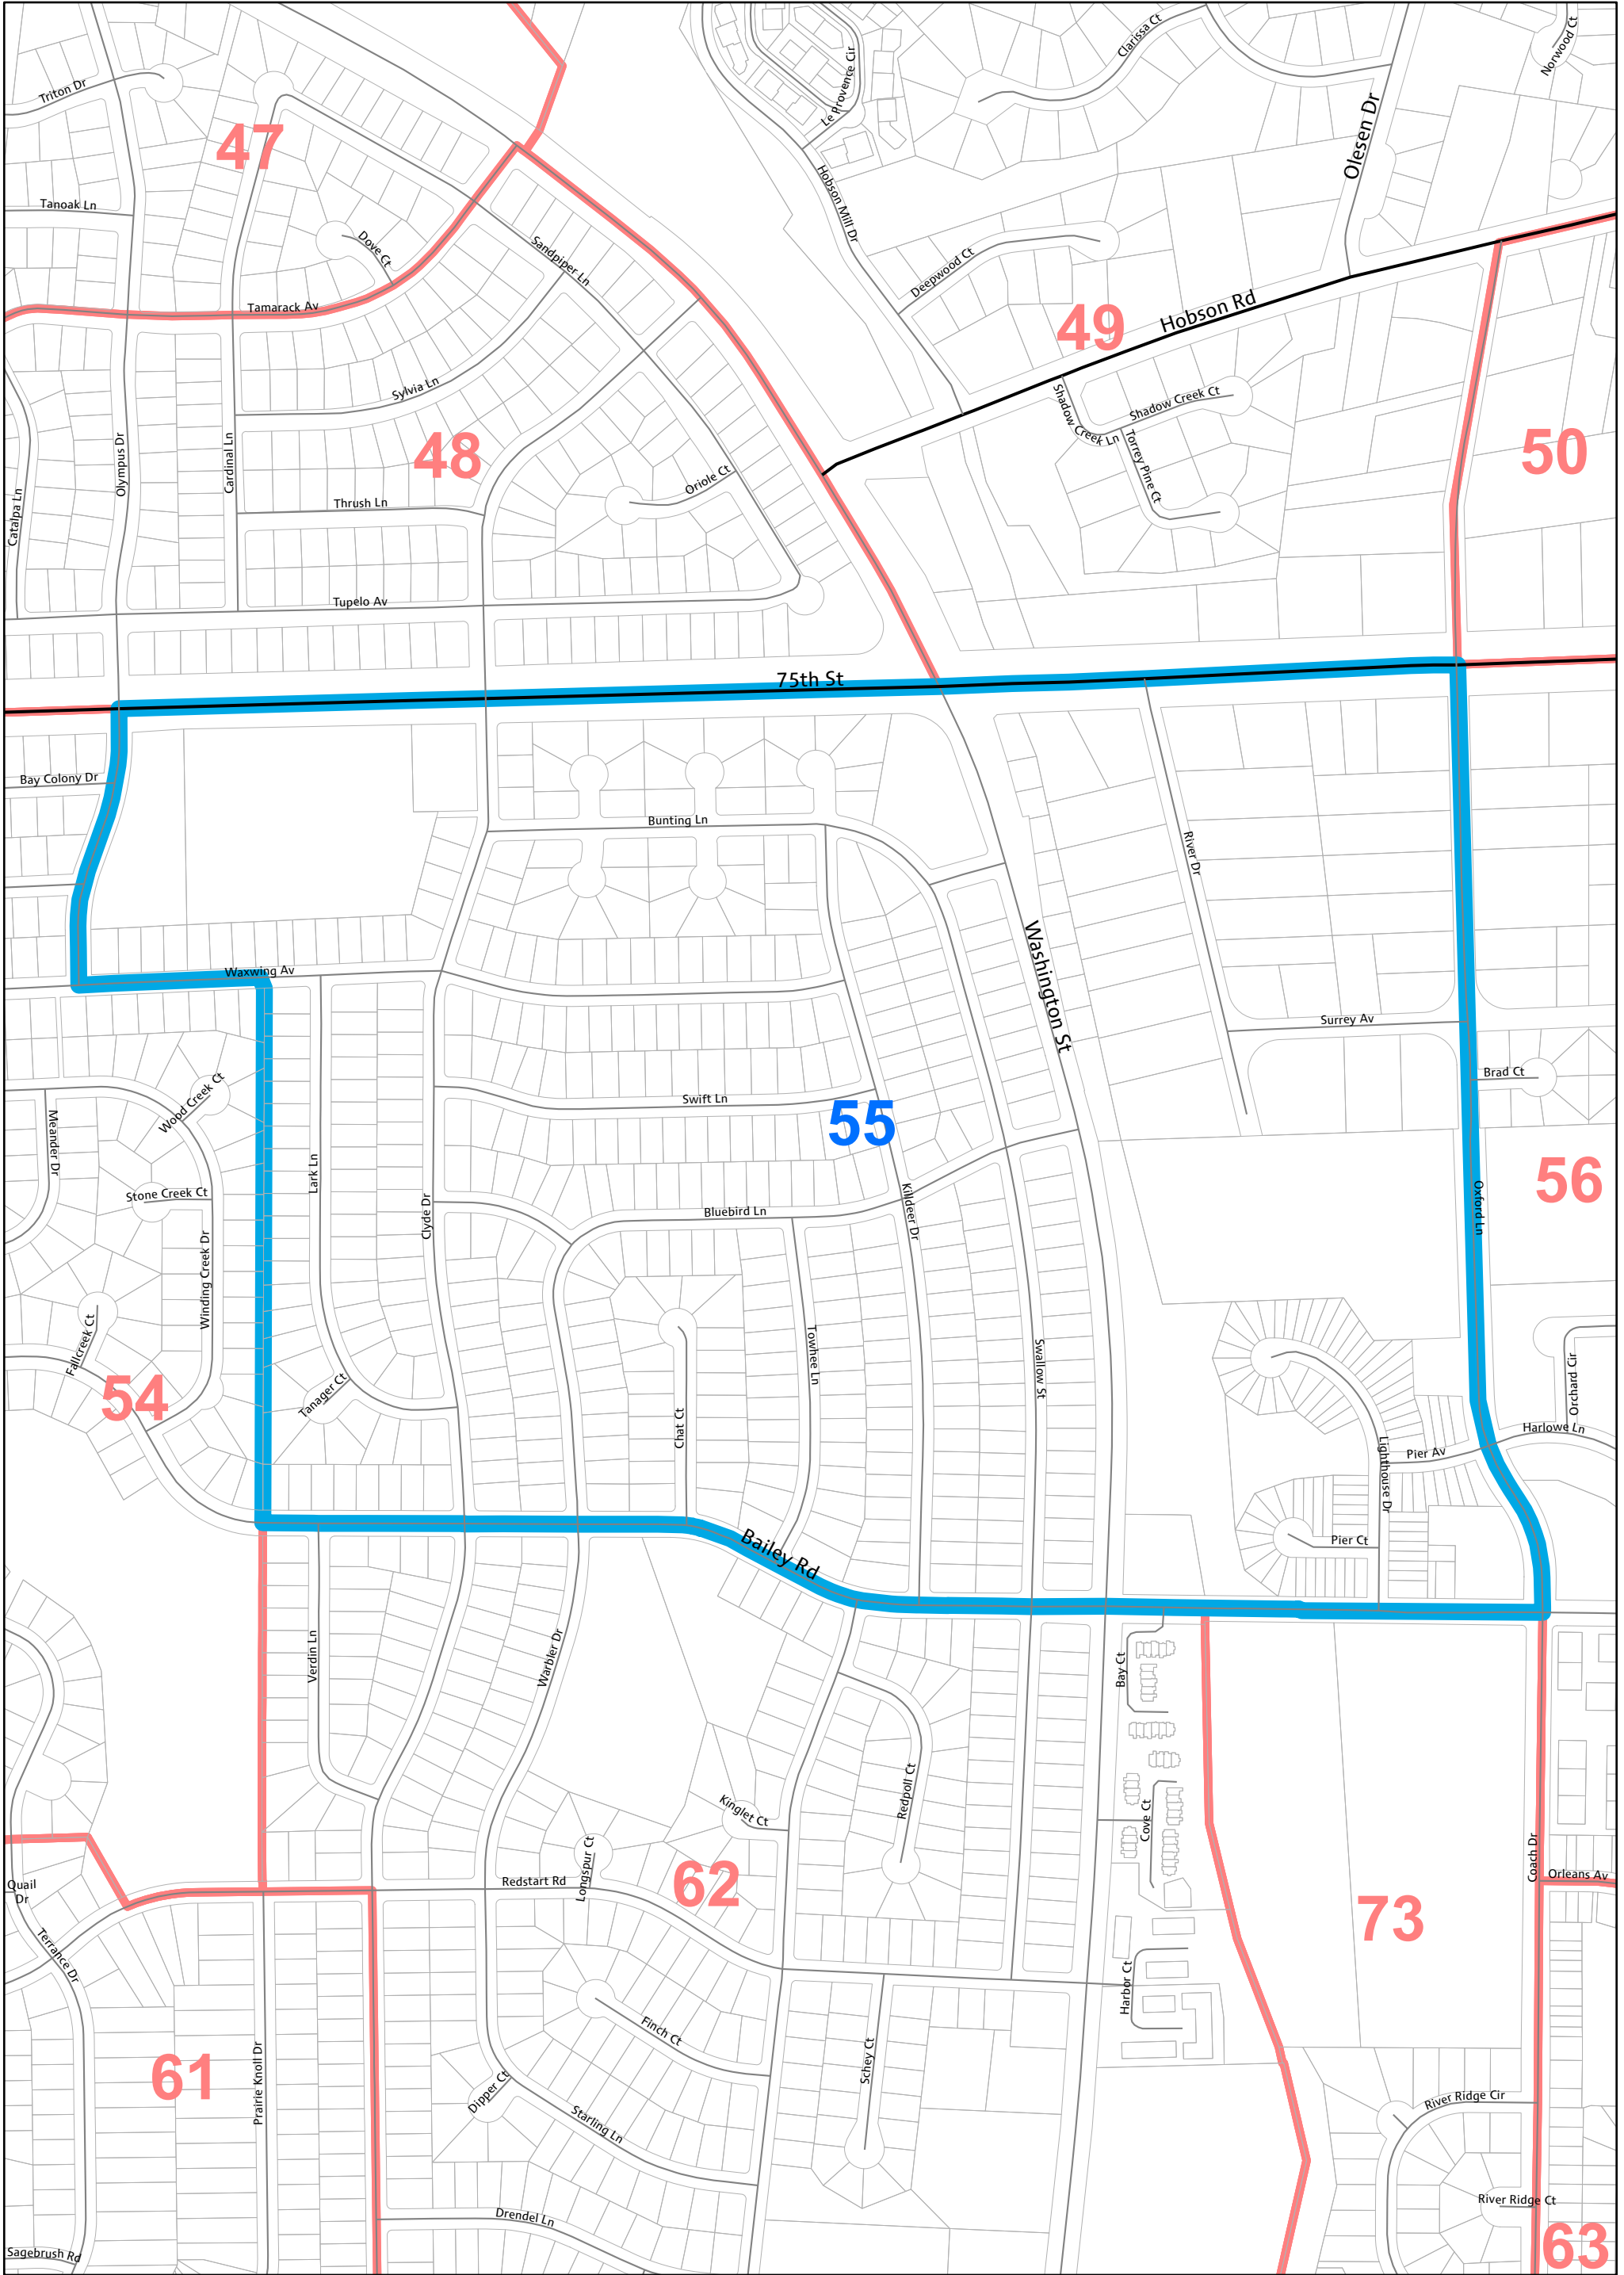 Clarissa Ct
Norwood Ct
Le Provence Cir
Triton Dr
Olesen Dr
47
Tanoak Ln
Hobson Mill Dr
Dove Ct
Sandpiper Ln
Deepwood Ct
Tamarack Av
49
Hobson Rd
Sylvia Ln
Shadow Creek Ct
Shadow Creek Ln
Olympus Dr
Cardinal Ln
48
50
Torrey Pine Ct
Oriole Ct
Catalpa Ln
Thrush Ln
Tupelo Av
75th St
Bay Colony Dr
Bunting Ln
River Dr
Waxwing Av
Washington St
Surrey Av
Brad Ct
Wood Creek Ct
Swift Ln
Meander Dr
55
Lark Ln
56
Stone Creek Ct
Clyde Dr
Bluebird Ln
Killdeer Dr
Oxford Ln
Winding Creek Dr
Fallcreek Ct
Towhee Ln
Swallow St
54
Tanager Ct
Orchard Cir
Chat Ct
Harlowe Ln
Pier Av
Lighthouse Dr
Bailey Rd
Pier Ct
Verdin Ln
Warbler Dr
Bay Ct
Redpoll Ct
Kinglet Ct
Cove Ct
Coach Dr
Longspur Ct
Orleans Av
Quail
Dr
Redstart Rd
62
73
Terrance Dr
Harbor Ct
Finch Ct
Schey Ct
61
Prairie Knoll Dr
Dipper Ct
River Ridge Cir
Starling Ln
River Ridge Ct
Drendel Ln
63
Sagebrush Rd